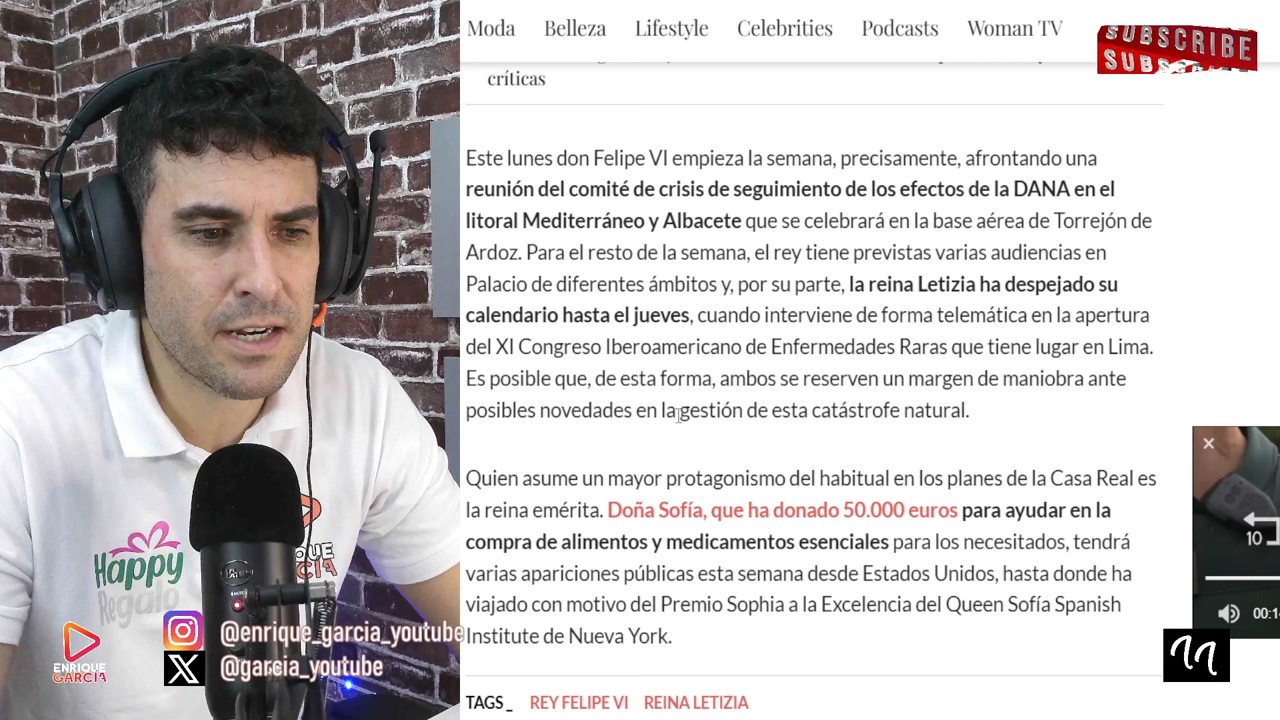 Moda Belleza Lifestyle Celebrities Podcasts Woman TV
SUBSCRIBE
críticas
Este lunes don Felipe VI empieza la semana, precisamente, afrontando una
reunión del comité de crisis de seguimiento de los efectos de la DANA en el
litoral Mediterráneo y Albacete que se celebrará en la base aérea de Torrejón de
Ardoz. Para el resto de la semana, el rey tiene previstas varias audiencias en
Palacio de diferentes ámbitos y, por su parte, la reina Letizia ha despejado su
calendario hasta el jueves, cuando interviene de forma telemática en la apertura
del XI Congreso Iberoamericano de Enfermedades Raras que tiene lugar en Lima.
Es posible que, de esta forma, ambos se reserven un margen de maniobra ante
posibles novedades en la gestión de esta catástrofe natural.
Quien asume un mayor protagonismo del habitual en los planes de la Casa Real es
la reina emérita. Doña Sofía, que ha donado 50.000 euros para ayudar en la
compra de alimentos y medicamentos esenciales para los necesitados, tendrá
varias apariciones públicas esta semana desde Estados Unidos, hasta donde ha
viajado con motivo del Premio Sophia a la Excelencia del Queen Sofía Spanish
Institute de Nueva York.
TAGS_ REY FELIPE VI REINA LETIZIA
10
Happy
Regalo
@enrique_garcia_youtube
@garcia_youtube
ENRIQUE
GARCIA